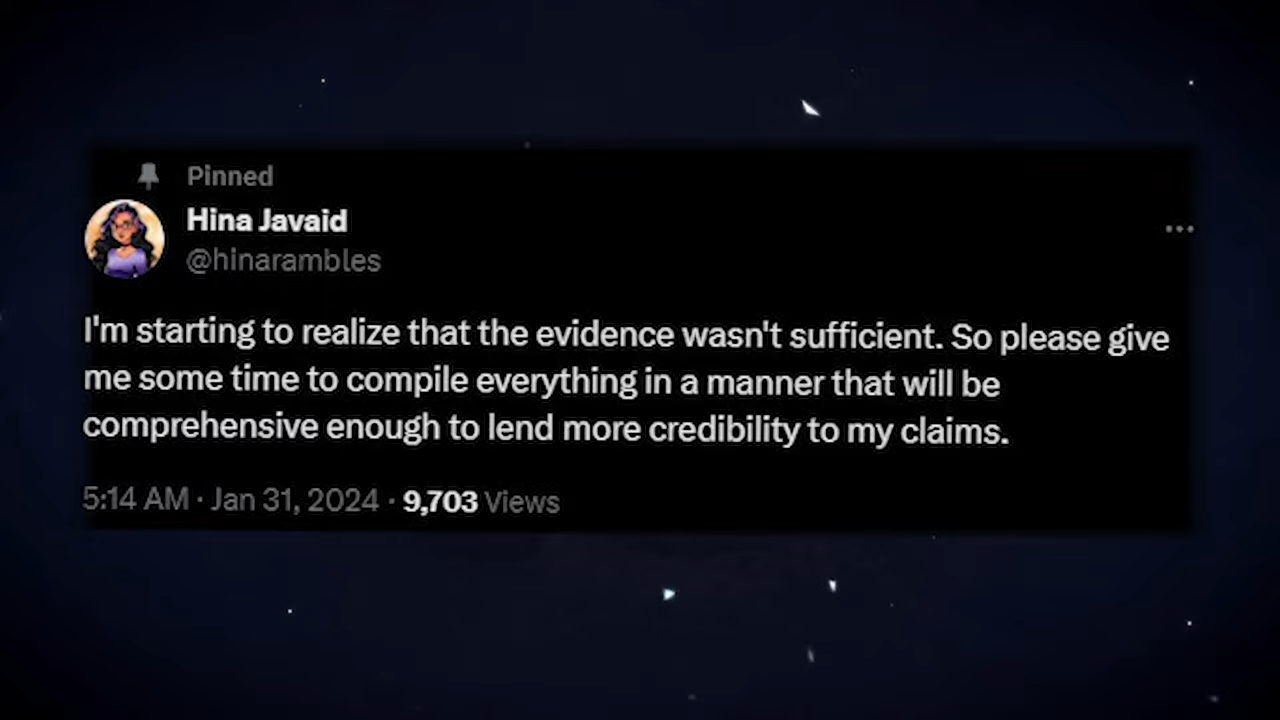 Pinned
Hina Javaid
@hinarambles
I'm starting to realize that the evidence wasn't sufficient. So please give
me some time to compile everything in a manner that will be
comprehensive enough to lend more credibility to my claims.
5:14 AM · Jan 31, 2024 · 9,703 Views